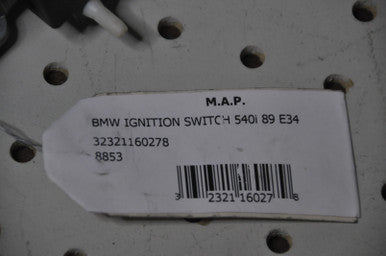 M.A.P.
BMW IGNITION SWITCH 540i 89 E34
32321160278
8853
3 2321 16027 8